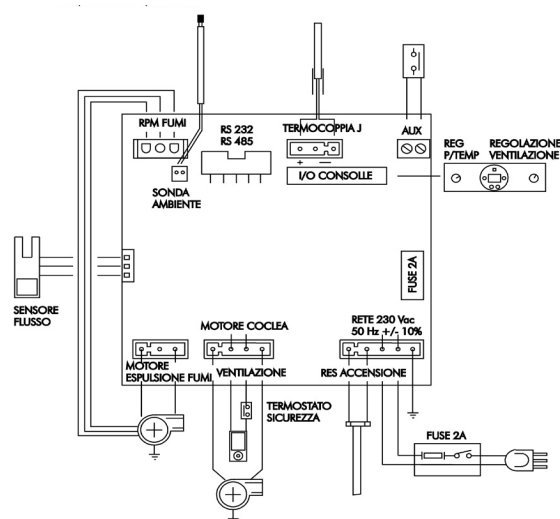 RPM FUMI
RS 232
RS 485
TERMOCOPPIA J
+ —
I/O CONSOLLE
AUX
REG
P/TEMP
REGOLAZIONE
VENTILAZIONE
SONDA
AMBIENTE
SENSORE
FLUSSO
FUSE 2A
MOTORE COCLEA
RETE 230 Vac
50 Hz +/- 10%
MOTORE
ESPULSIONE FUMI
VENTILAZIONE
RES ACCENSIONE
TERMOSTATO
SICUREZZA
FUSE 2A